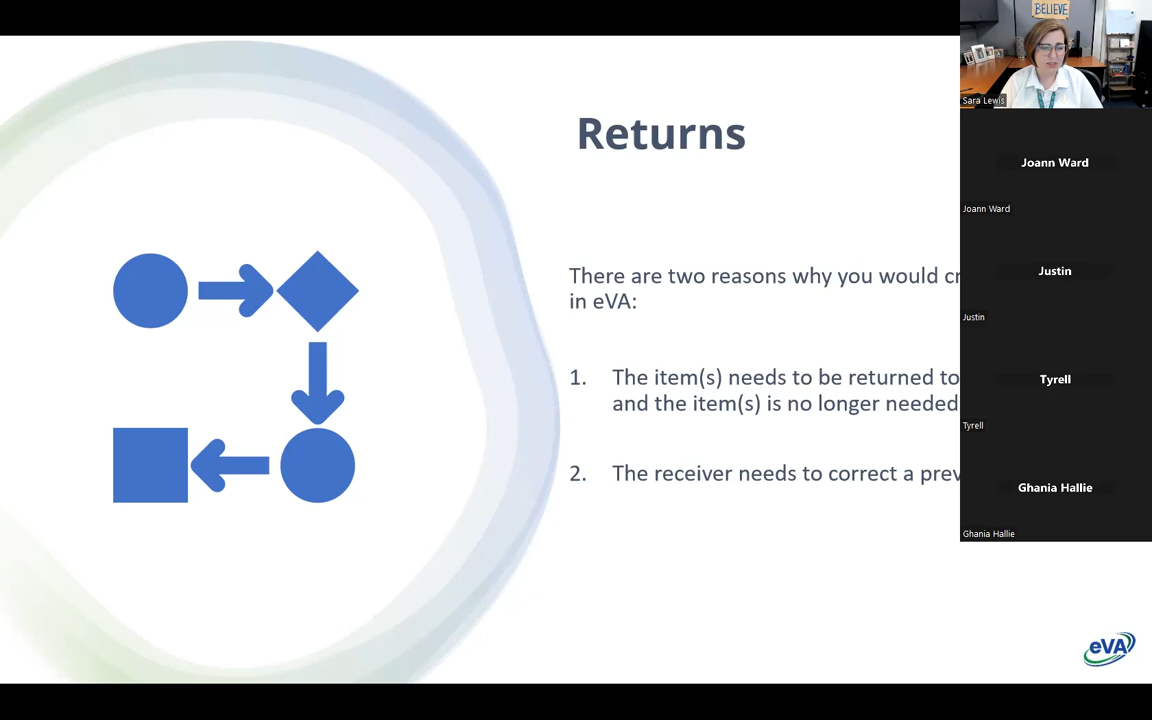 BELIEVE
Sara Lewis
Returns
Joann Ward
Joann Ward
There are two reasons why you would
in eVA:
Justin
Justin
1. The item(s) needs to be returned to
and the item(s) is no longer needed
Tyrell
Tyrell
2. The receiver needs to correct a
Ghania Hallie
Ghania Hallie
eVA